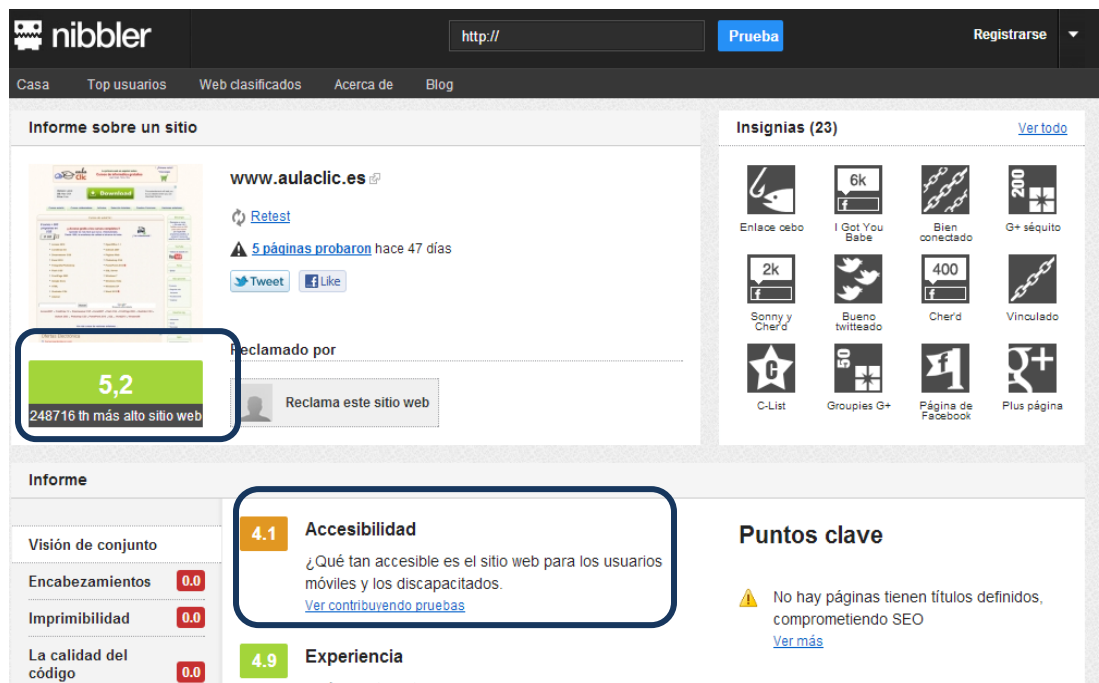 nibbler
http://
Prueba
Registrarse
Casa Top usuarios Web clasificados Acerca de Blog
Informe sobre un sitio
www.aulaclic.es
Retest
5 páginas probaron hace 47 días
Tweet
Like
Download
Reclamado por
5,2
248716 th más alto sitio web
Reclama este sitio web
Insignias (23)
Ver todo
Enlace cebo
6k
I Got You
Babe
Bien
conectado
200
G+ séquito
2k
Sonny y
Cher'd
Bueno
twitteado
400
Cher'd
Vinculado
C
C-List
50
Groupies G+
Página de
Facebook
Plus página
Informe
Visión de conjunto
Encabezamientos 0.0
Imprimibilidad 0.0
La calidad del
código 0.0
4.1 Accesibilidad
¿Qué tan accesible es el sitio web para los usuarios
móviles y los discapacitados.
Ver contribuyendo pruebas
4.9 Experiencia
Puntos clave
No hay páginas tienen títulos definidos,
comprometiendo SEO
Ver más